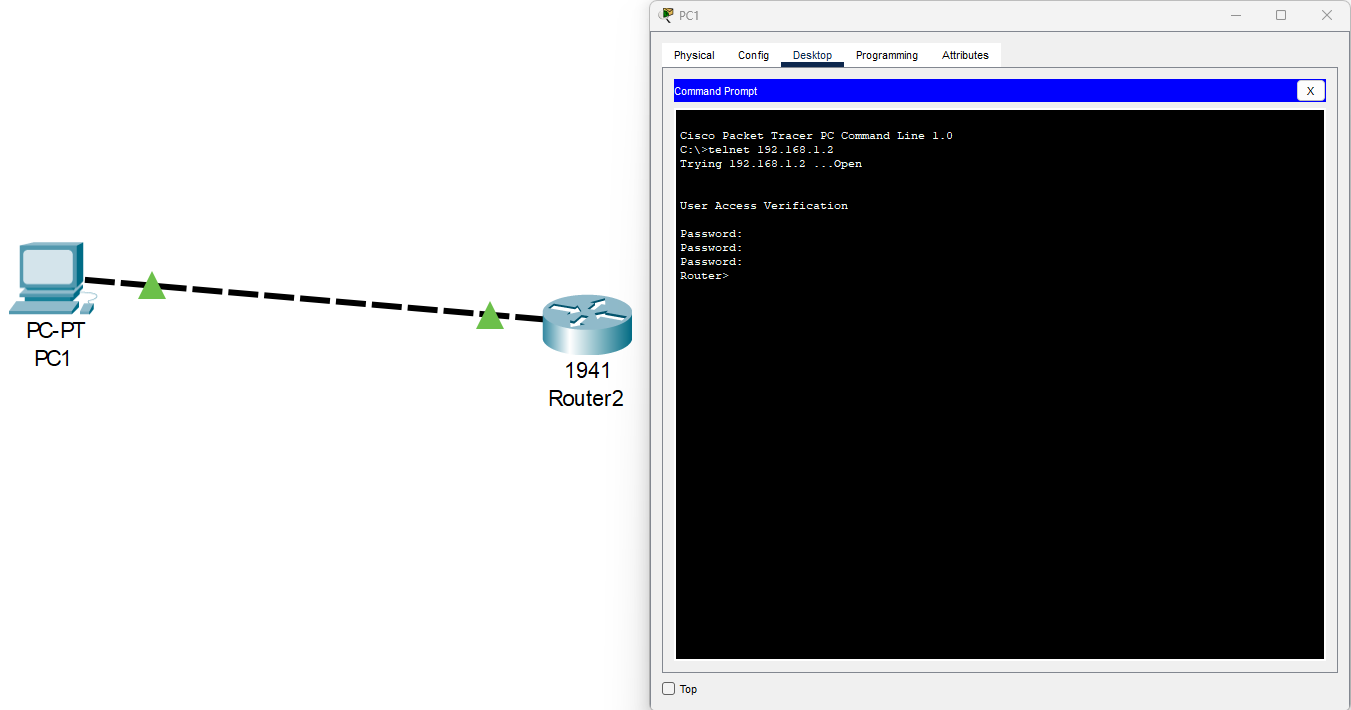 PC-PT
PC1
1941
Router2
PC1
Physical Config Desktop Programming Attributes
Command Prompt X
Cisco Packet Tracer PC Command Line 1.0
C:\>telnet 192.168.1.2
Trying 192.168.1.2 ...Open
User Access Verification
Password:
Password:
Password:
Router>
Top